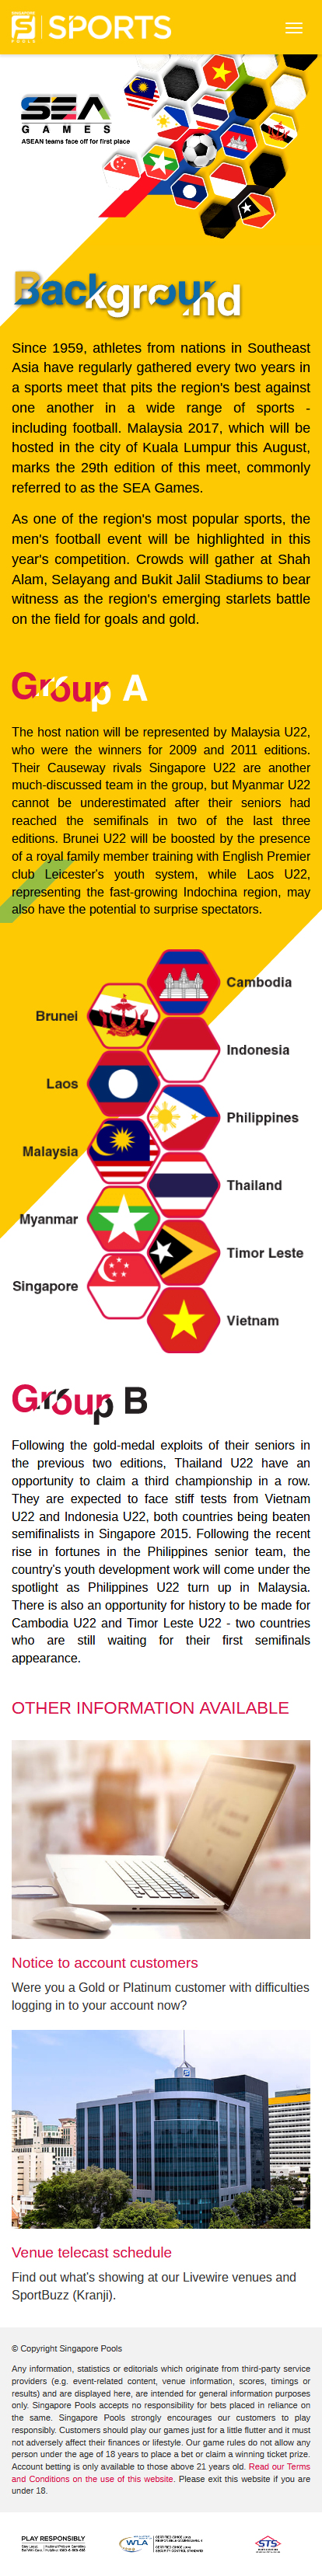 SINGAPORE
POOLS
SPORTS
SEA
GAMES
ASEAN teams face off for first place
Background
Since 1959, athletes from nations in Southeast
Asia have regularly gathered every two years in
a sports meet that pits the region's best against
one another in a wide range of sports -
including football. Malaysia 2017, which will be
hosted in the city of Kuala Lumpur this August,
marks the 29th edition of this meet, commonly
referred to as the SEA Games.
As one of the region's most popular sports, the
men's football event will be highlighted in this
year's competition. Crowds will gather at Shah
Alam, Selayang and Bukit Jalil Stadiums to bear
witness as the region's emerging starlets battle
on the field for goals and gold.
Group A
The host nation will be represented by Malaysia U22,
who were the winners for 2009 and 2011 editions.
Their Causeway rivals Singapore U22 are another
much-discussed team in the group, but Myanmar U22
cannot be underestimated after their seniors had
reached the semifinals in two of the last three
editions. Brunei U22 will be boosted by the presence
of a royal family member training with English Premier
club Leicester's youth system, while Laos U22,
representing the fast-growing Indochina region, may
also have the potential to surprise spectators.
Cambodia
Brunei
Indonesia
Laos
Philippines
Malaysia
Thailand
Myanmar
Timor Leste
Singapore
Vietnam
Group B
Following the gold-medal exploits of their seniors in
the previous two editions, Thailand U22 have an
opportunity to claim a third championship in a row.
They are expected to face stiff tests from Vietnam
U22 and Indonesia U22, both countries being beaten
semifinalists in Singapore 2015. Following the recent
rise in fortunes in the Philippines senior team, the
country's youth development work will come under the
spotlight as Philippines U22 turn up in Malaysia.
There is also an opportunity for history to be made for
Cambodia U22 and Timor Leste U22 - two countries
who are still waiting for their first semifinals
appearance.
OTHER INFORMATION AVAILABLE
Notice to account customers
Were you a Gold or Platinum customer with difficulties
logging in to your account now?
Venue telecast schedule
Find out what's showing at our Livewire venues and
SportBuzz (Kranji).
© Copyright Singapore Pools
Any information, statistics or editorials which originate from third-party service
providers (e.g. event-related content, venue information, scores, timings or
results) and are displayed here, are intended for general information purposes
only. Singapore Pools accepts no responsibility for bets placed in reliance on
the same. Singapore Pools strongly encourages our customers to play
responsibly. Customers should play our games just for a little flutter and it must
not adversely affect their finances or lifestyle. Our game rules do not allow any
person under the age of 18 years to place a bet or claim a winning ticket prize.
Account betting is only available to those above 21 years old. Read our Terms
and Conditions on the use of this website. Please exit this website if you are
under 18.
PLAY RESPONSIBLY
WLA
STS